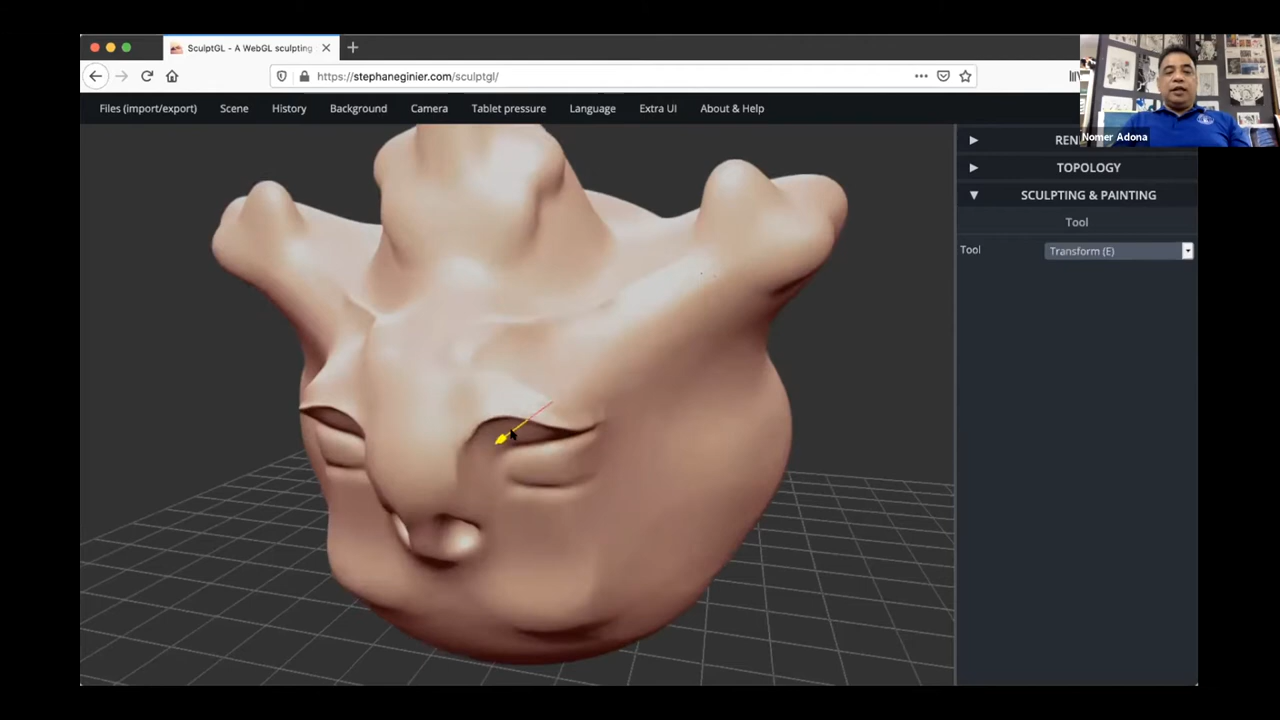 SculptGL - A WebGL sculpting
https://stephaneginier.com/sculptgl/
Files (import/export) Scene History Background Camera Tablet pressure Language Extra UI About & Help
Nomer Adona
TOPOLOGY
SCULPTING & PAINTING
Tool
Tool Transform (E)